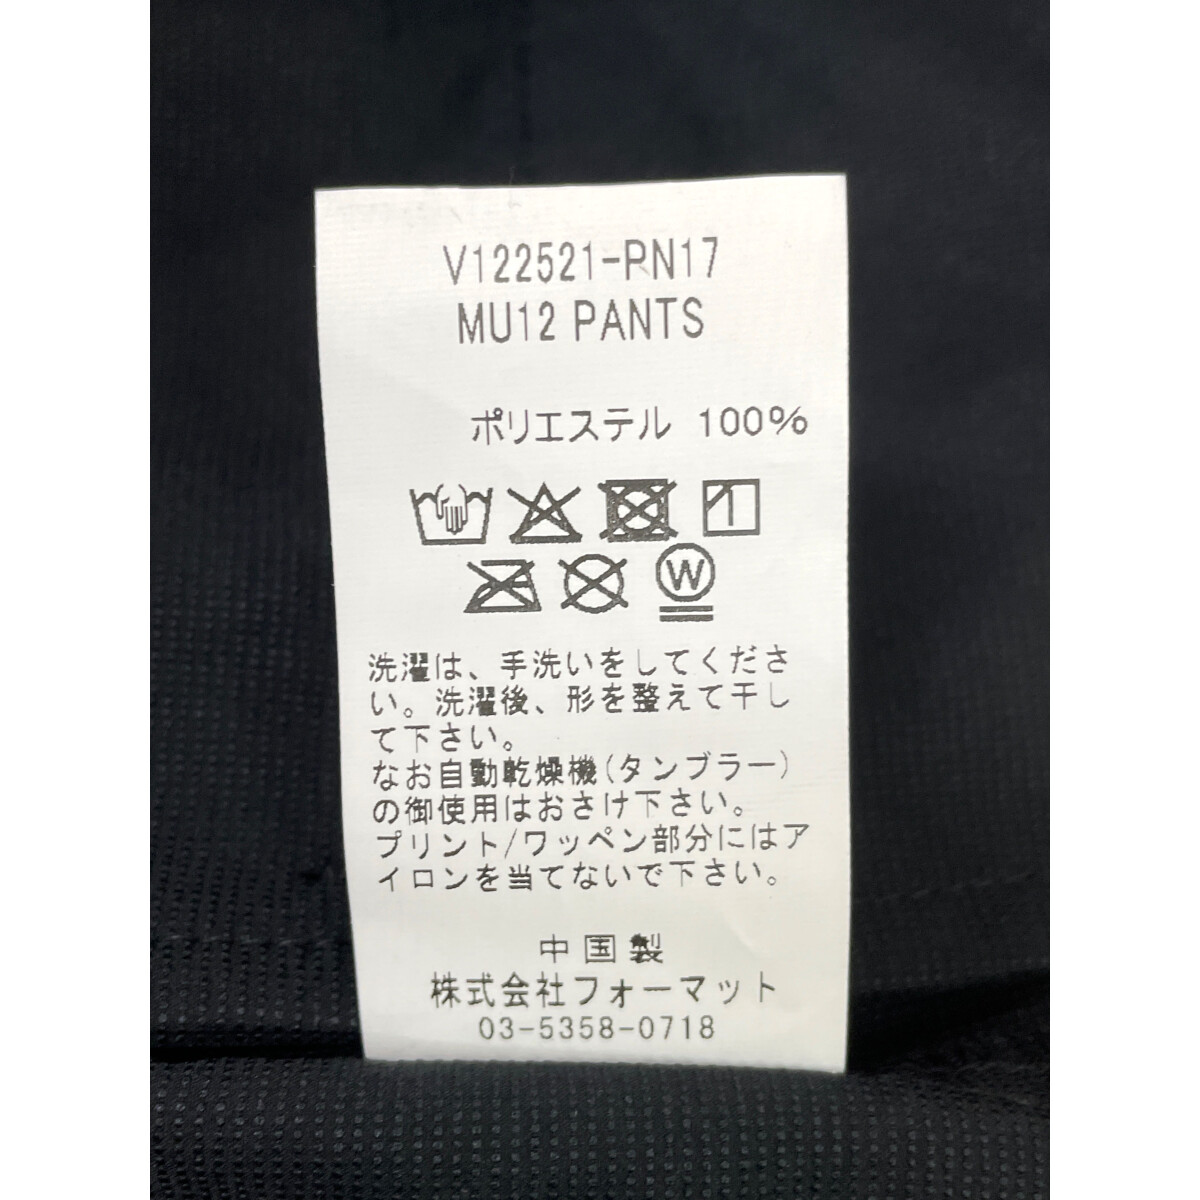 V122521-PN17
MU12 PANTS
ポリエステル 100%
W
洗濯は、手洗いをしてくださ
い。洗濯後、形を整えて干し
て下さい。
なお自動乾燥機(タンブラー)
の御使用はおさけ下さい。
プリント/ワッペン部分にはア
イロンを当てないで下さい。
中国製
株式会社フォーマット
03-5358-0718